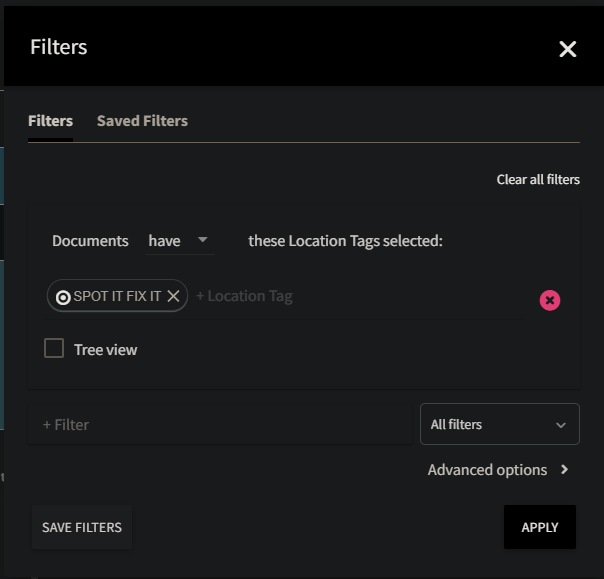 Filters
Filters Saved Filters
Clear all filters
Documents have these Location Tags selected:
SPOT IT FIX IT + Location Tag
Tree view
+ Filter All filters
Advanced options
SAVE FILTERS APPLY